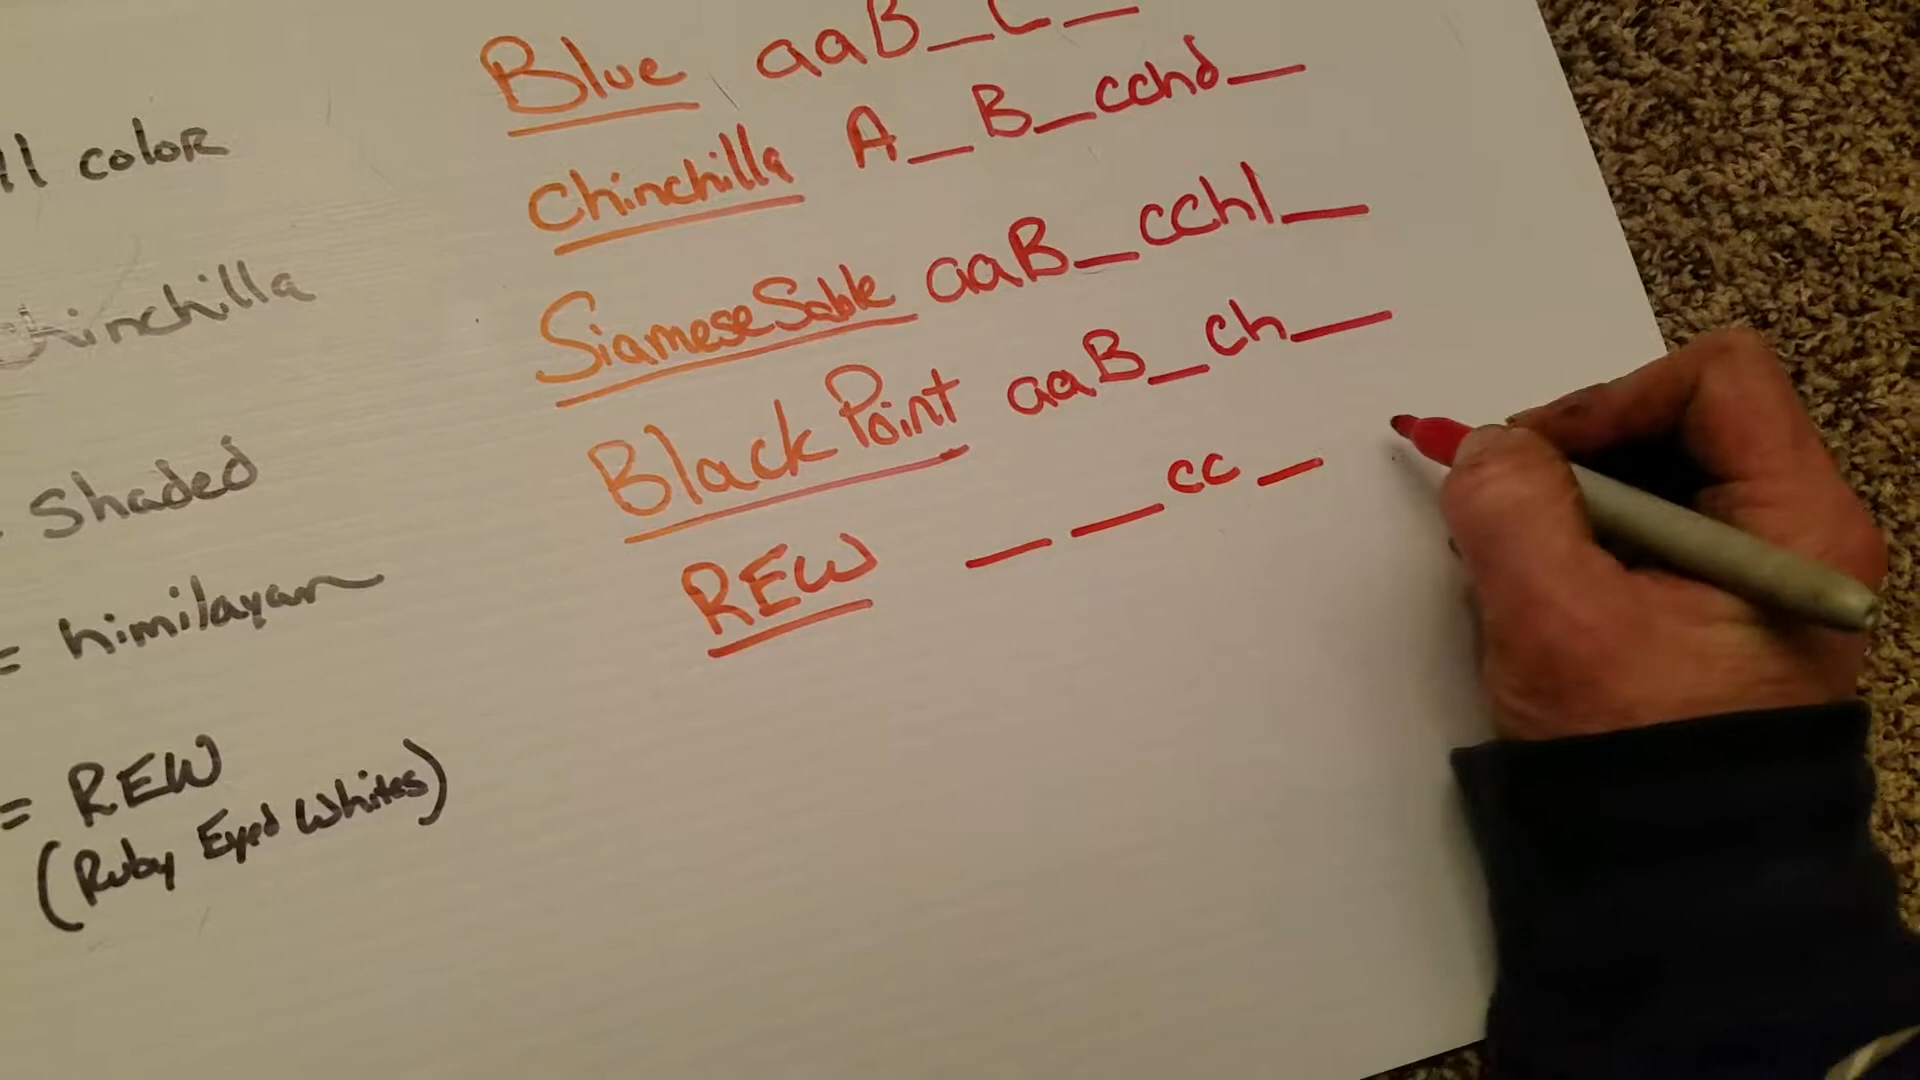 ll color
chinchilla
Shaded
= himilayan
= REW
(Ruby Eyed Whites)
Blue aaB_C_
Chinchilla A_B_cchd_
Siamese Sable aaB_cchl_
Black Point aaB_ch_
REW _ _cc_